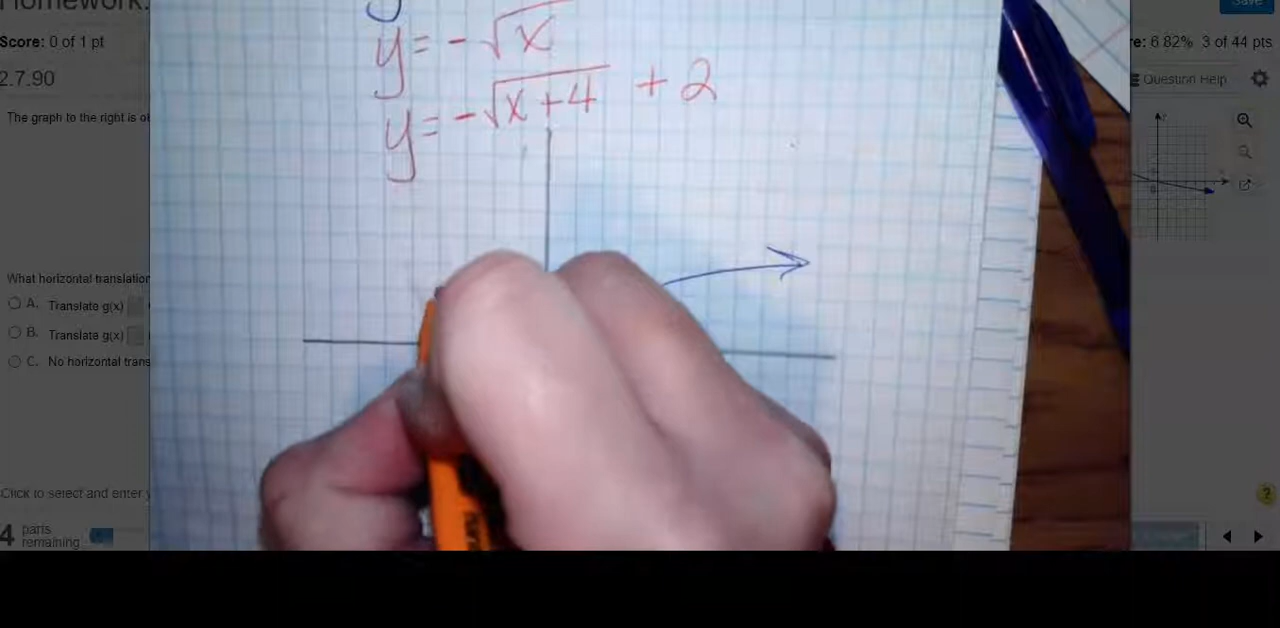 Homework:
Save
Score: 0 of 1 pt
re: 6.82% 3 of 44 pts
2.7.90
Question Help
The graph to the right is
y = -√x
y = -√x+4 + 2
What horizontal translation
A. Translate g(x)
B. Translate g(x)
C. No horizontal trans
Click to select and enter
4 parts remaining
?